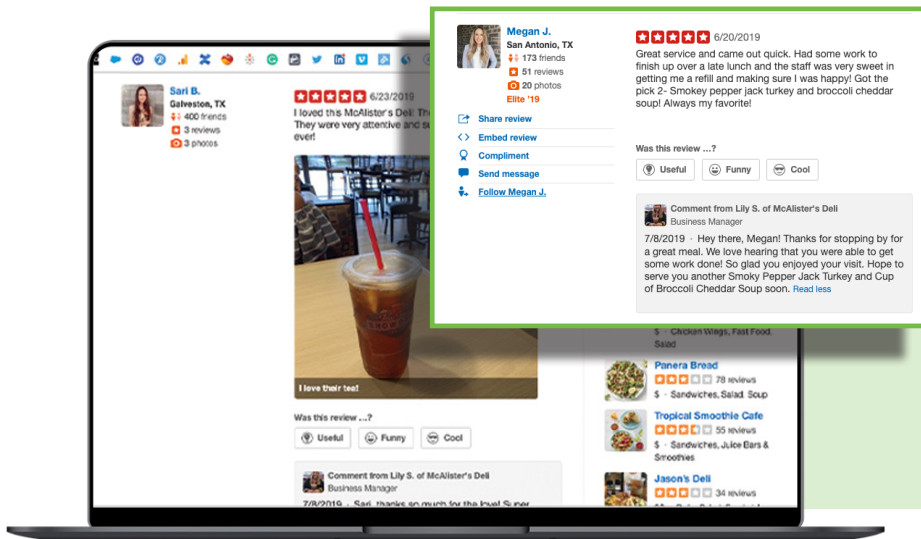 Sari B.
Galveston, TX
400 friends
3 reviews
3 photos
6/23/2019
I loved this McAlister's Deli! The
They were very attentive and se
ever!
I love their tea!
Was this review ...?
Useful
Funny
Cool
Comment from Lily S. of McAlister's Deli
Business Manager
7/8/2019 · Sari, thanks so much for the love! Super
Megan J.
San Antonio, TX
173 friends
51 reviews
20 photos
Elite '19
Share review
Embed review
Compliment
Send message
Follow Megan J.
6/20/2019
Great service and came out quick. Had some work to
finish up over a late lunch and the staff was very sweet in
getting me a refill and making sure I was happy! Got the
pick 2- Smokey pepper jack turkey and broccoli cheddar
soup! Always my favorite!
Was this review ...?
Useful
Funny
Cool
Comment from Lily S. of McAlister's Deli
Business Manager
7/8/2019 · Hey there, Megan! Thanks for stopping by for
a great meal. We love hearing that you were able to get
some work done! So glad you enjoyed your visit. Hope to
serve you another Smoky Pepper Jack Turkey and Cup
of Broccoli Cheddar Soup soon. Read less
$ · Chicken Wings, Fast Food,
Salad
Panera Bread
78 reviews
$ · Sandwiches, Salad, Soup
Tropical Smoothie Cafe
55 reviews
$ · Sandwiches, Juice Bars &
Smoothies
Jason's Deli
34 reviews